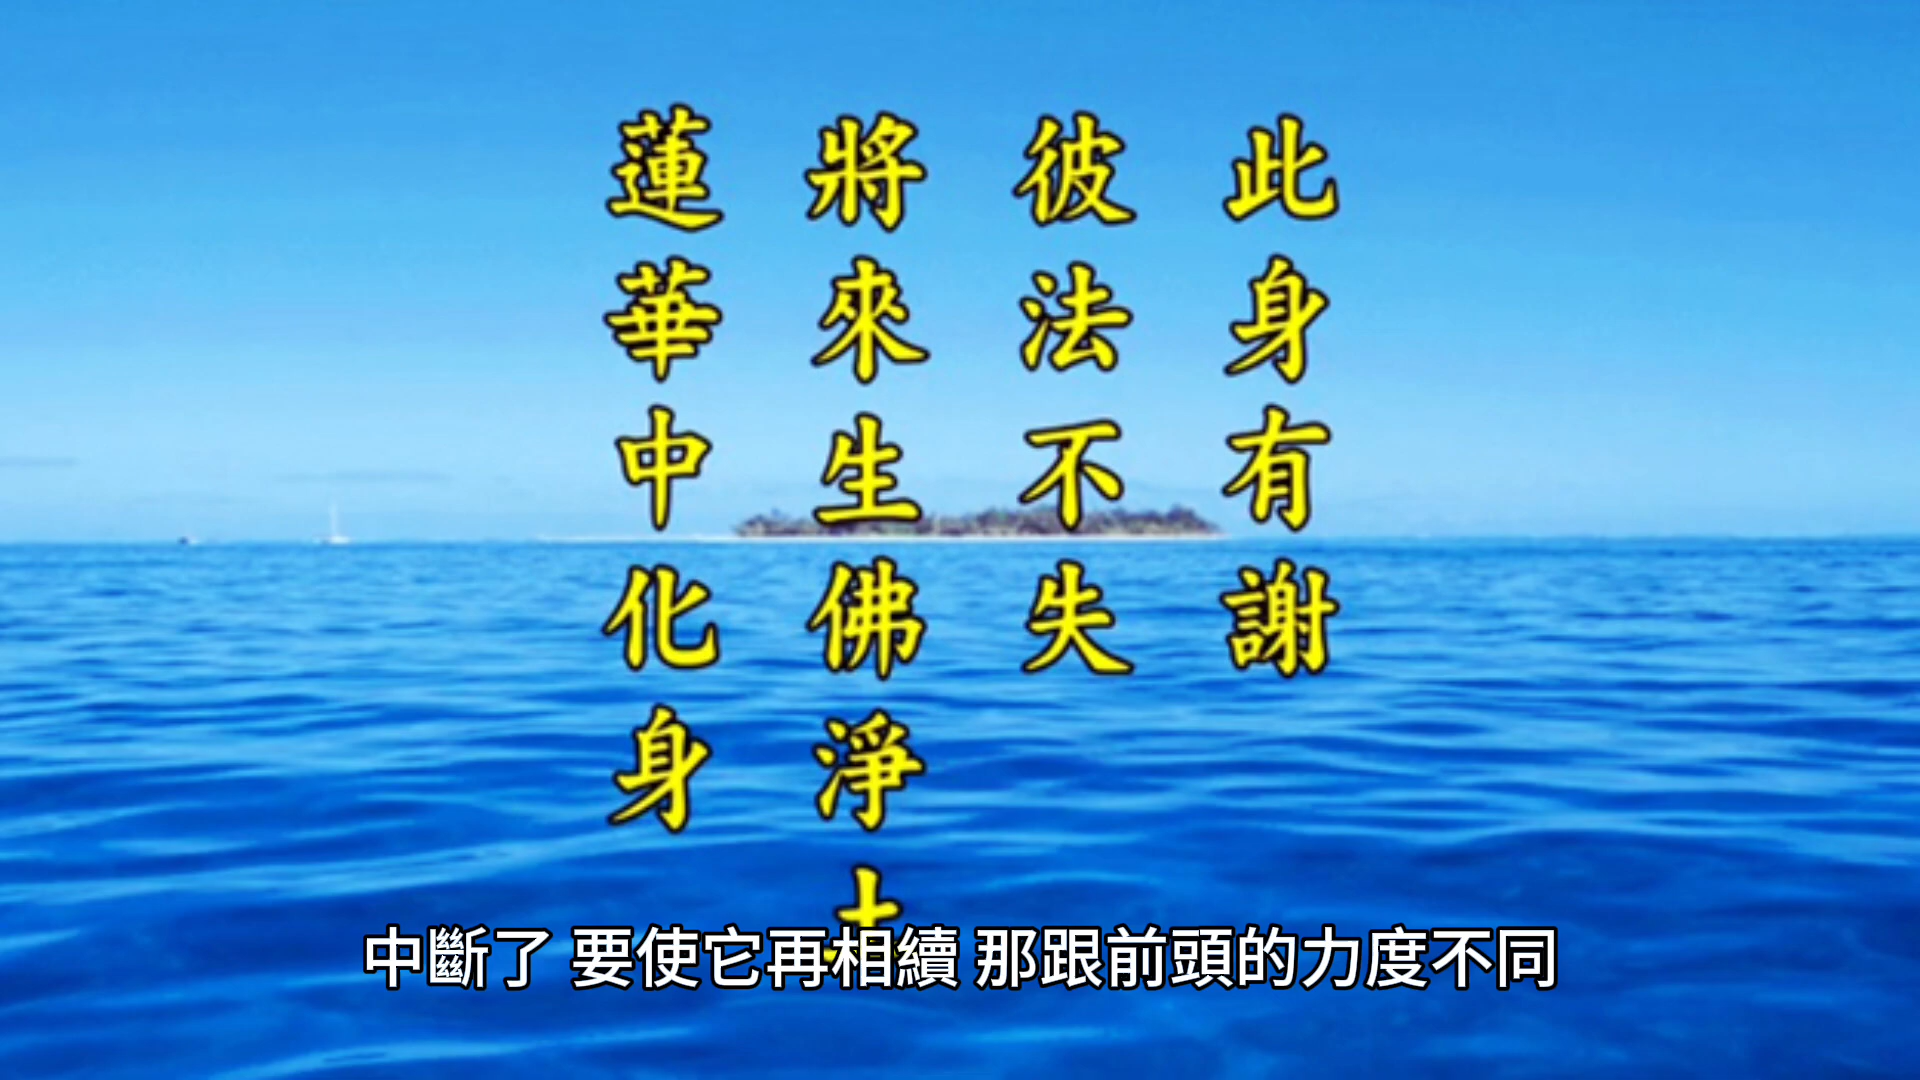 此身有謝
彼法不失
將來生佛淨土
蓮華中化身
中斷了 要使它再相續 那跟前頭的力度不同